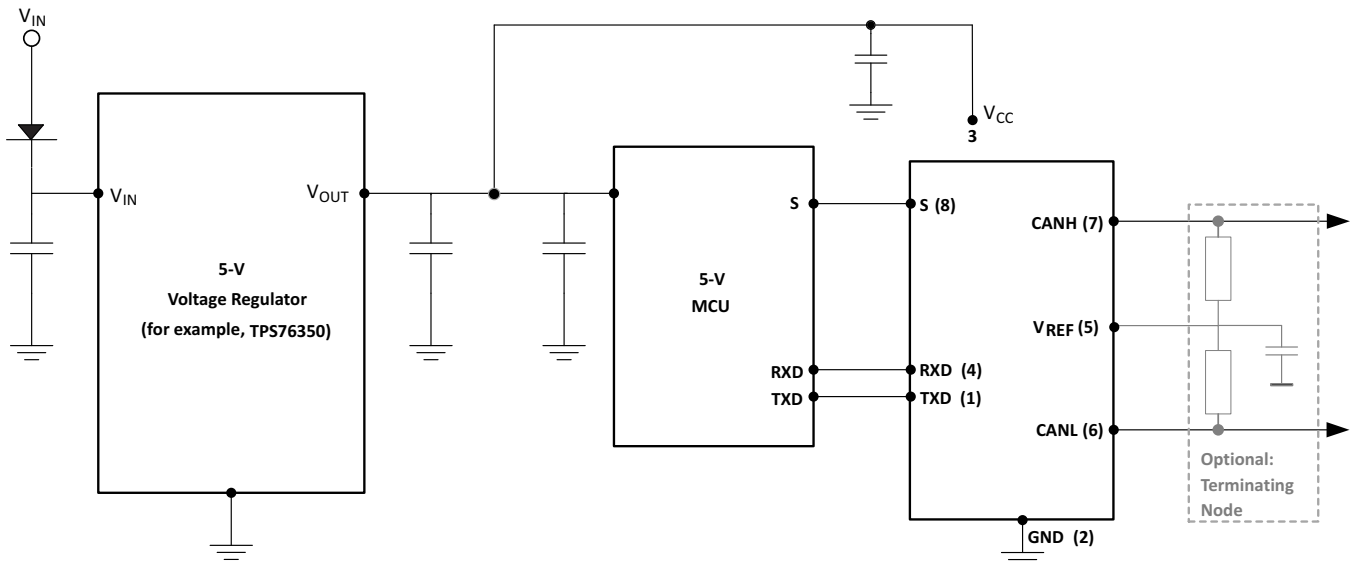 VIN
VCC
3
VIN
VOUT
5-V
Voltage Regulator
(for example, TPS76350)
5-V
MCU
S
RXD
TXD
S (8)
RXD (4)
TXD (1)
CANH (7)
VREF (5)
CANL (6)
GND (2)
Optional:
Terminating
Node